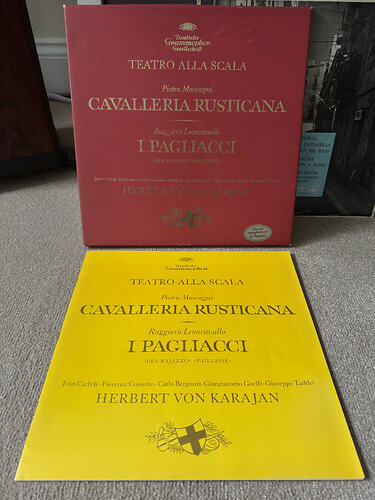 Deutsche
Grammophon
Gesellschaft
TEATRO ALLA SCALA
Pietro Mascagni
CAVALLERIA RUSTICANA
Ruggiero Leoncavallo
I PAGLIACCI
»DER BAJAZZO« »PAILLASSE«
HERBERT VON KARAJAN
Deutsche
Grammophon
TEATRO ALLA SCALA
Pietro Mascagni
CAVALLERIA RUSTICANA
Ruggiero Leoncavallo
I PAGLIACCI
»DER BAJAZZO« »PAILLASSE«
Joan Carlyle · Fiorenza Cossotto · Carlo Bergonzi · Giangiacomo Guelfi · Giuseppe Taddei
HERBERT VON KARAJAN